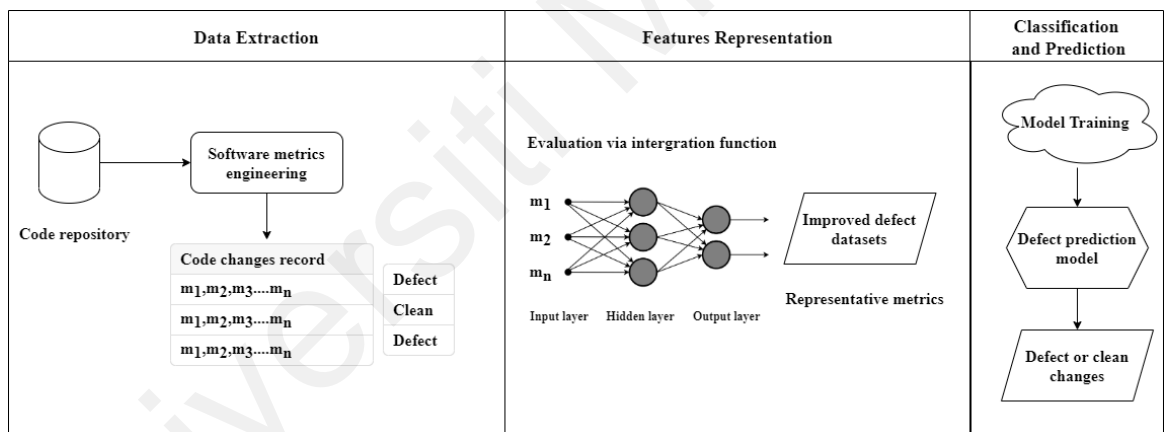 Data Extraction
Features Representation
Classification
and Prediction
Code repository
Software metrics
engineering
Code changes record
m1,m2,m3....mn
m1,m2,m3....mn
m1,m2,m3....mn
Defect
Clean
Defect
Evaluation via intergration function
m1
m2
mn
Input layer
Hidden layer
Output layer
Improved defect
datasets
Representative metrics
Model Training
Defect prediction
model
Defect or clean
changes
versiti M